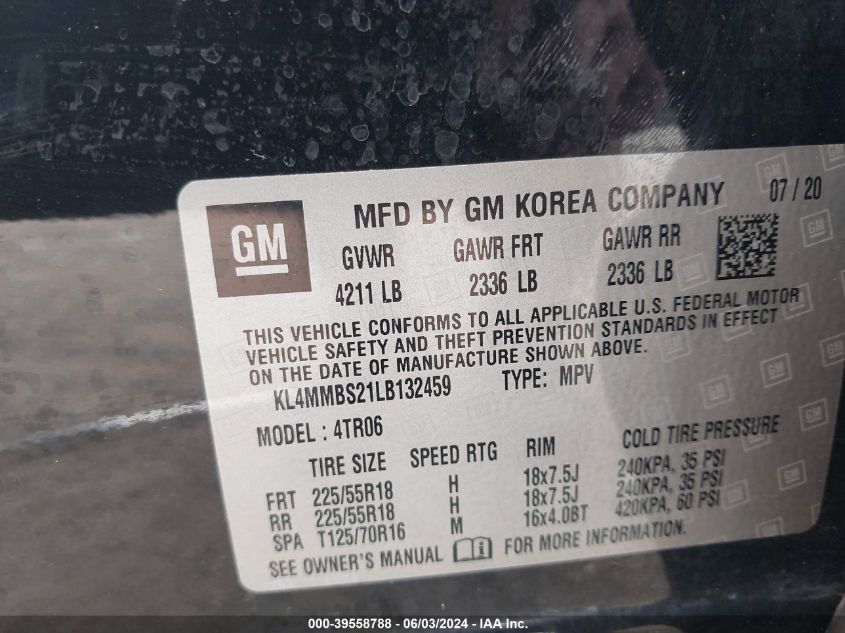 GM
MFD BY GM KOREA COMPANY 07 / 20
GVWR GAWR FRT GAWR RR
4211 LB 2336 LB 2336 LB
THIS VEHICLE CONFORMS TO ALL APPLICABLE U.S. FEDERAL MOTOR
VEHICLE SAFETY AND THEFT PREVENTION STANDARDS IN EFFECT
ON THE DATE OF MANUFACTURE SHOWN ABOVE.
KL4MMBS21LB132459 TYPE: MPV
MODEL : 4TR06
TIRE SIZE SPEED RTG RIM COLD TIRE PRESSURE
FRT 225/55R18 H 18x7.5J 240KPA, 35 PSI
RR 225/55R18 H 18x7.5J 240KPA, 35 PSI
SPA T125/70R16 M 16x4.0BT 420KPA, 60 PSI
SEE OWNER'S MANUAL FOR MORE INFORMATION.
000-39558788 - 06/03/2024 - IAA Inc.